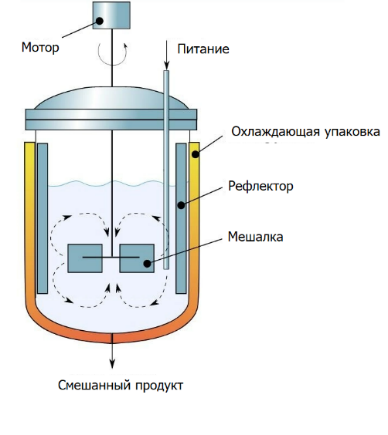 Мотор
Питание
Охлаждающая упаковка
Рефлектор
Мешалка
Смешанный продукт